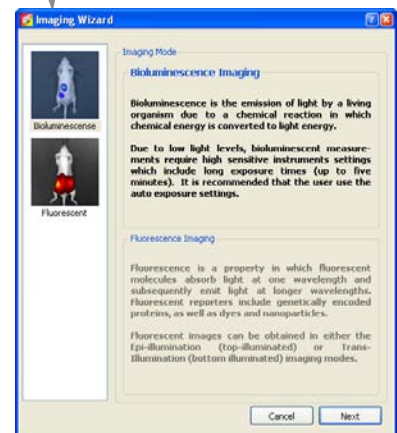 Imaging Wizard
Bioluminescense
Fluorescent
Imaging Mode
Bioluminescence Imaging
Bioluminescence is the emission of light by a living
organism due to a chemical reaction in which
chemical energy is converted to light energy.
Due to low light levels, bioluminescent measure-
ments require high sensitive instruments settings
which include long exposure times (up to five
minutes). It is recommended that the user use the
auto exposure settings.
Fluorescence Imaging
Fluorescence is a property in which fluorescent
molecules absorb light at one wavelength and
subsequently emit light at longer wavelengths.
Fluorescent reporters include genetically encoded
proteins, as well as dyes and nanoparticles.
Fluorescent images can be obtained in either the
Epi-illumination (top-illuminated) or Trans-
Illumination (bottom illuminated) imaging modes.
Cancel Next